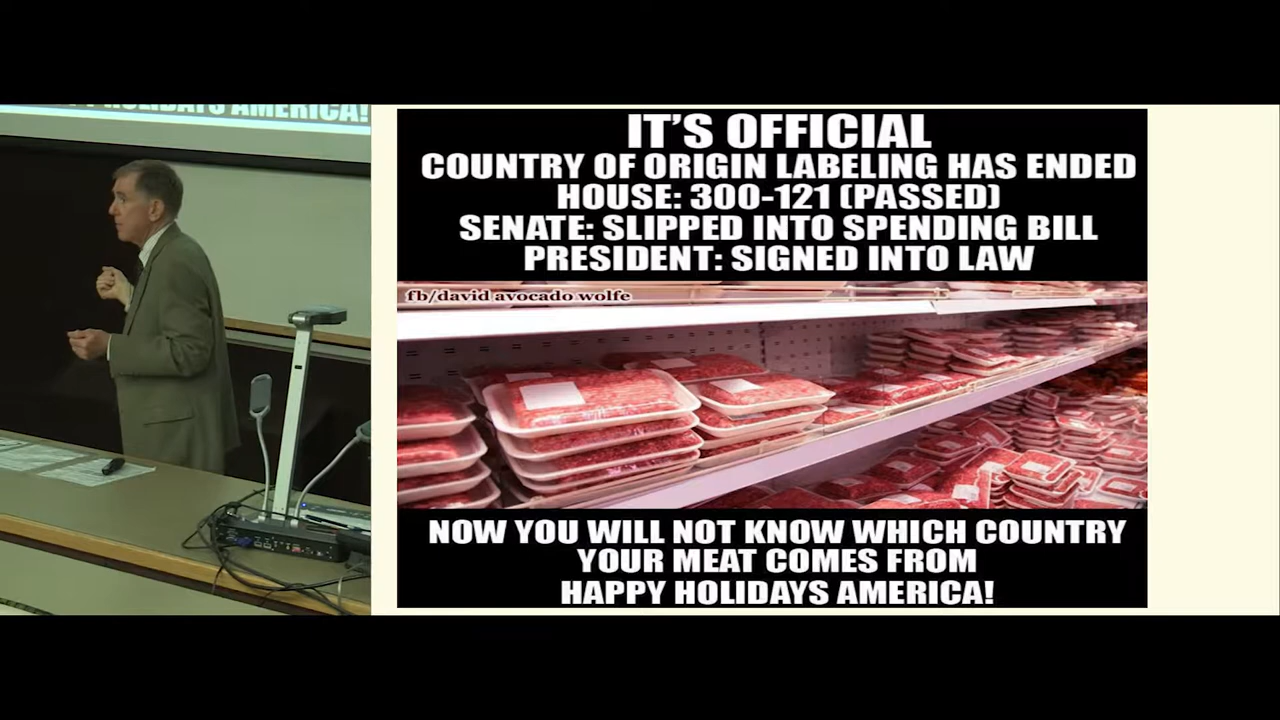 HOLIDAYS AMERICA!
IT'S OFFICIAL
COUNTRY OF ORIGIN LABELING HAS ENDED
HOUSE: 300-121 (PASSED)
SENATE: SLIPPED INTO SPENDING BILL
PRESIDENT: SIGNED INTO LAW
fb/david avocado wolfe
NOW YOU WILL NOT KNOW WHICH COUNTRY
YOUR MEAT COMES FROM
HAPPY HOLIDAYS AMERICA!